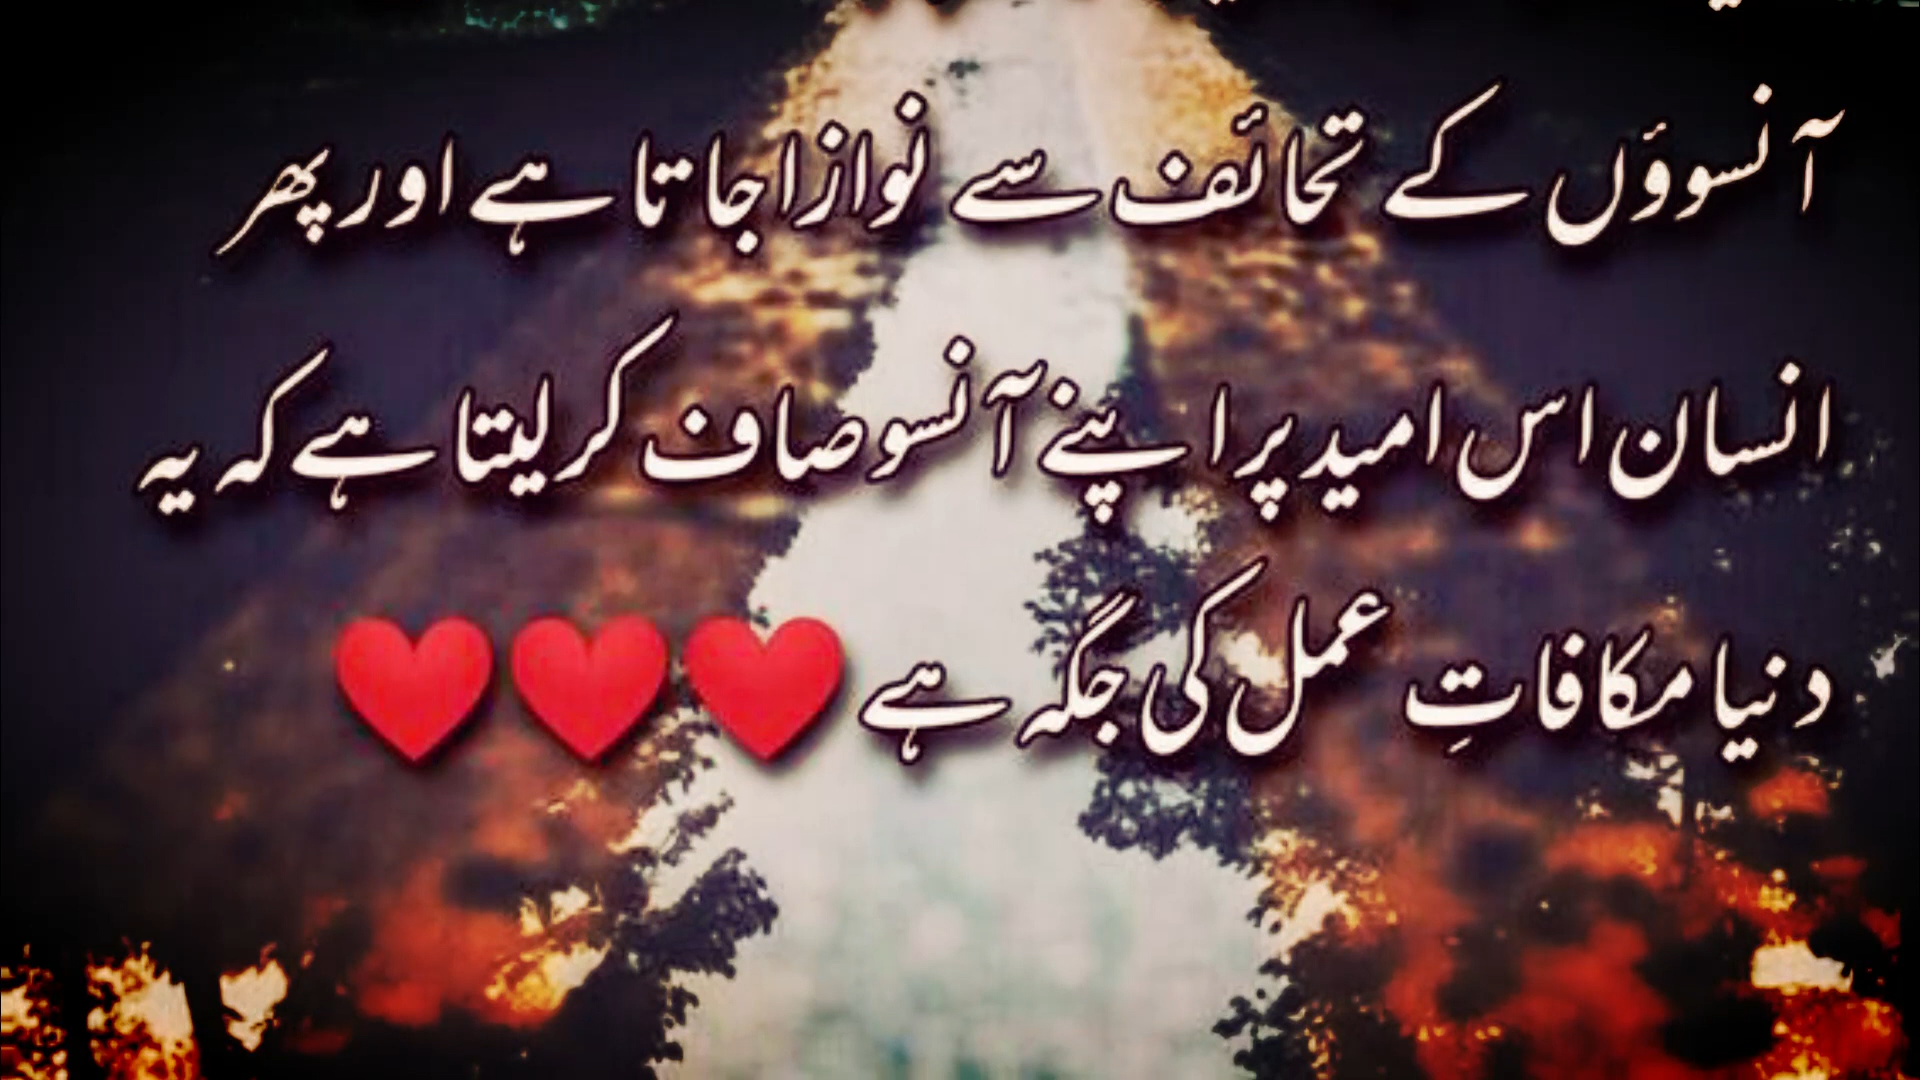 آنسوؤں کے تحائف سے نوازا جاتا ہے اور پھر
انسان اس امید پر اپنے آنسو صاف کر لیتا ہے کہ یہ
دنیا مکافاتِ عمل کی جگہ ہے ❤❤❤